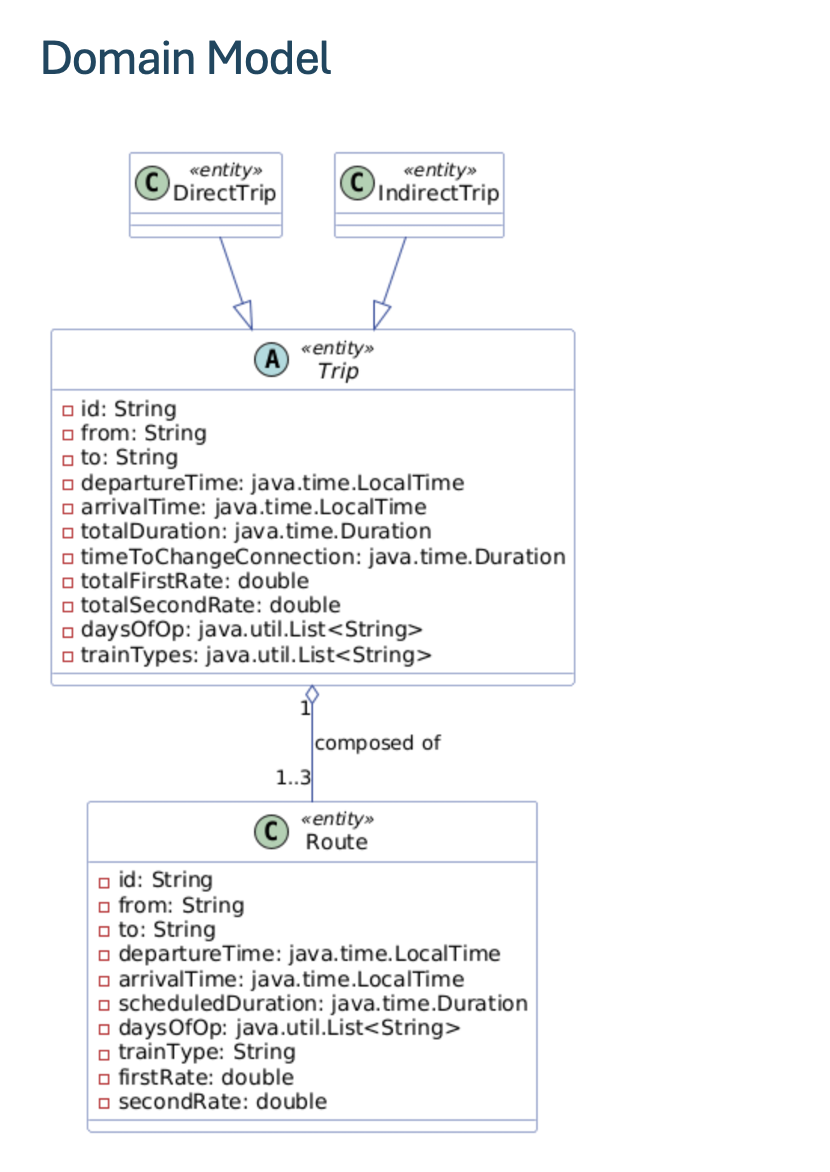 Domain Model
C «entity»
DirectTrip
C «entity»
IndirectTrip
A «entity»
Trip
id: String
from: String
to: String
departureTime: java.time.LocalTime
arrivalTime: java.time.LocalTime
totalDuration: java.time.Duration
timeToChangeConnection: java.time.Duration
totalFirstRate: double
totalSecondRate: double
daysOfOp: java.util.List<String>
trainTypes: java.util.List<String>
1
composed of
1..3
C «entity»
Route
id: String
from: String
to: String
departureTime: java.time.LocalTime
arrivalTime: java.time.LocalTime
scheduledDuration: java.time.Duration
daysOfOp: java.util.List<String>
trainType: String
firstRate: double
secondRate: double